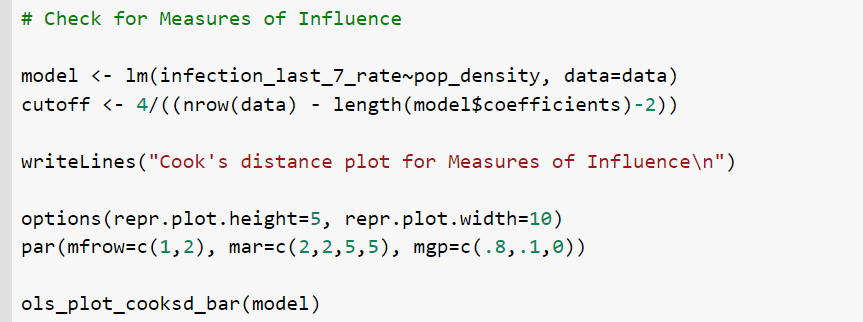 # Check for Measures of Influence
model <- lm(infection_last_7_rate~pop_density, data=data)
cutoff <- 4/((nrow(data) - length(model$coefficients)-2))
writeLines("Cook's distance plot for Measures of Influence\n")
options(repr.plot.height=5, repr.plot.width=10)
par(mfrow=c(1,2), mar=c(2,2,5,5), mgp=c(.8,.1,0))
ols_plot_cooksd_bar(model)